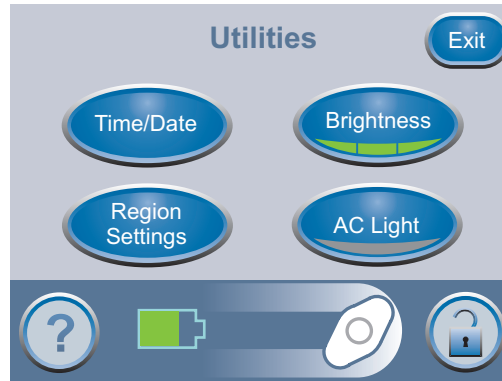 Utilities
Exit
Time/Date
Brightness
Region
Settings
AC Light
?